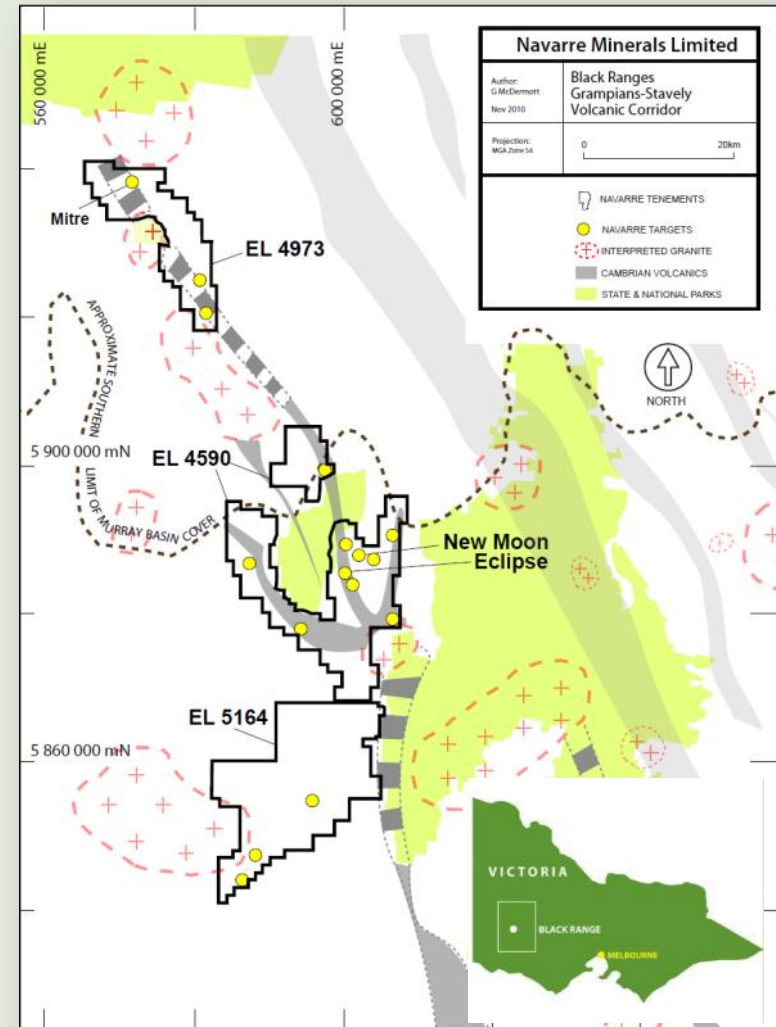 Navarre Minerals Limited
Author:
G McDermott
Nov 2010
Black Ranges
Grampians-Stavely
Volcanic Corridor
Projection:
MGA Zone 54
0 20km
NAVARRE TENEMENTS
NAVARRE TARGETS
INTERPRETED GRANITE
CAMBRIAN VOLCANICS
STATE & NATIONAL PARKS
560 000 mE
600 000 mE
Mitre
EL 4973
NORTH
APPROXIMATE SOUTHERN
LIMIT OF MURRAY BASIN COVER
5 900 000 mN
EL 4590
New Moon
Eclipse
EL 5164
5 860 000 mN
VICTORIA
BLACK RANGE
MELBOURNE